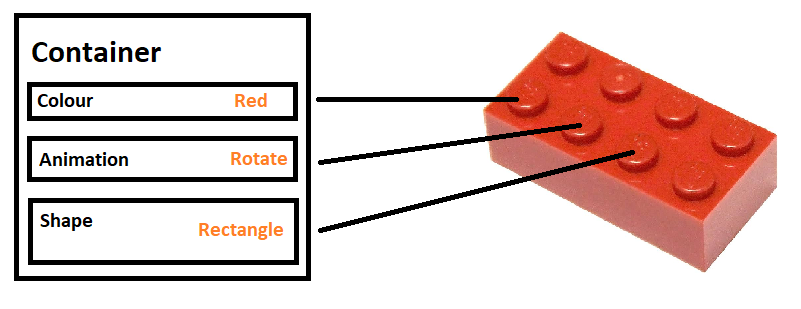 Container
Colour Red
Animation Rotate
Shape
Rectangle